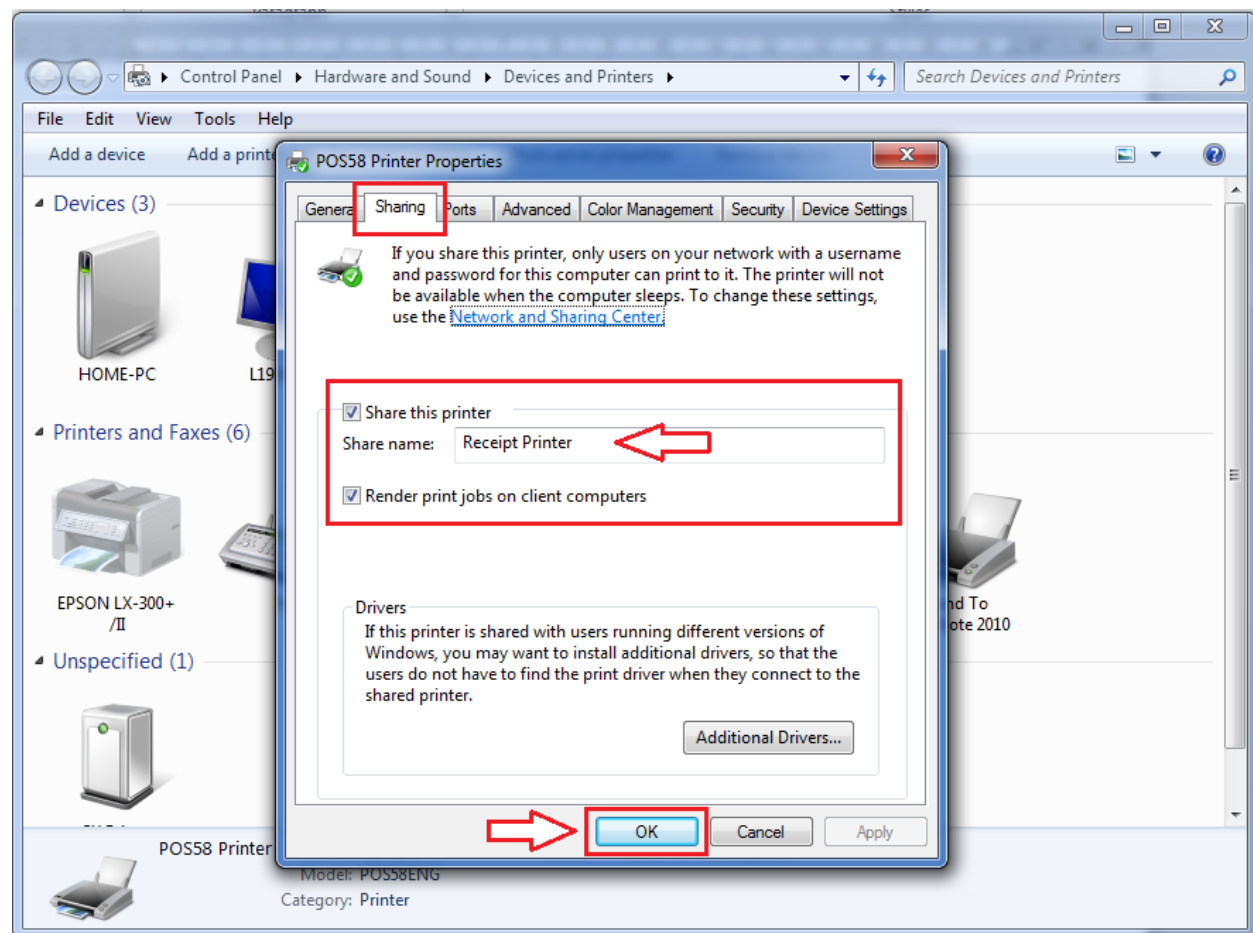 Control Panel ▸ Hardware and Sound ▸ Devices and Printers ▸
Search Devices and Printers
File Edit View Tools Help
Add a device Add a printe
POS58 Printer Properties
Devices (3)
General Sharing Ports Advanced Color Management Security Device Settings
If you share this printer, only users on your network with a username
and password for this computer can print to it. The printer will not
be available when the computer sleeps. To change these settings,
use the Network and Sharing Center.
HOME-PC
L19
Share this printer
Share name: Receipt Printer
Render print jobs on client computers
Printers and Faxes (6)
EPSON LX-300+
/II
nd To
ote 2010
Drivers
If this printer is shared with users running different versions of
Windows, you may want to install additional drivers, so that the
users do not have to find the print driver when they connect to the
shared printer.
Additional Drivers...
Unspecified (1)
OK Cancel Apply
POS58 Printer
Model: POS58ENG
Category: Printer